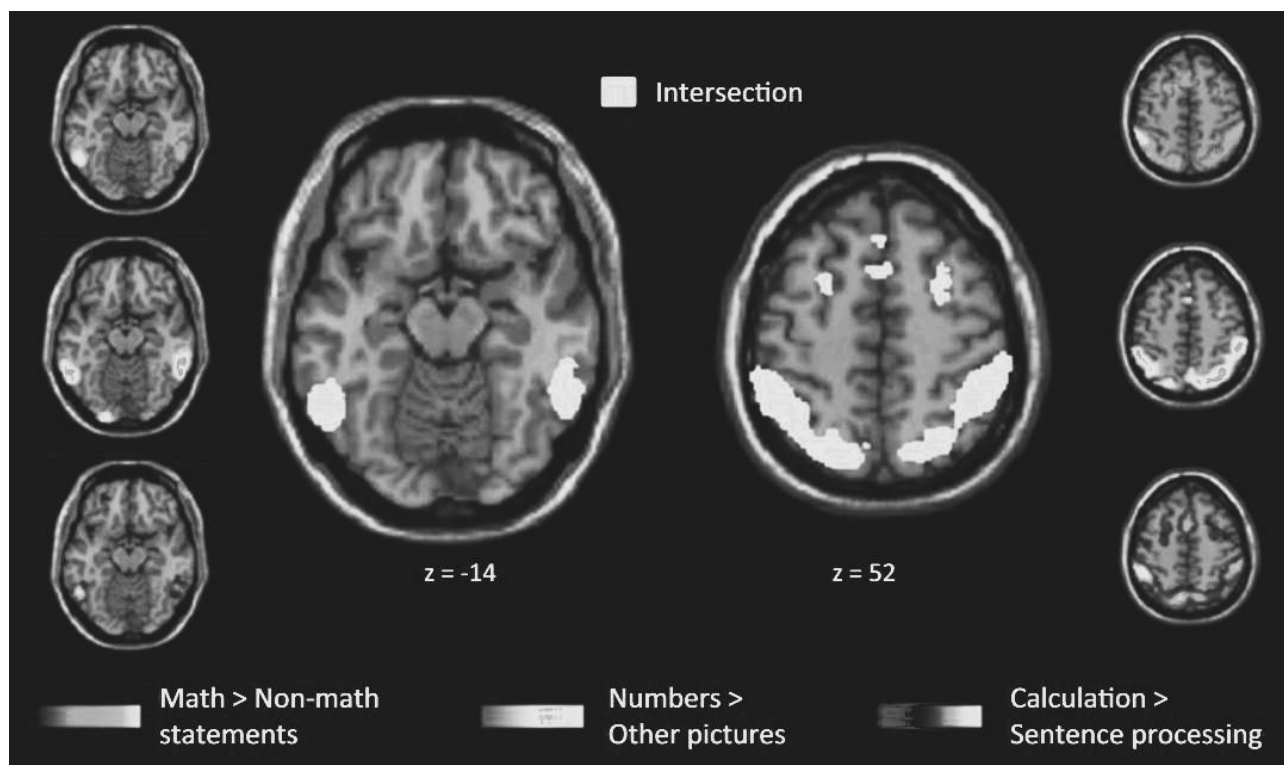 Intersection
z = -14
z = 52
Math > Non-math
statements
Numbers >
Other pictures
Calculation >
Sentence processing